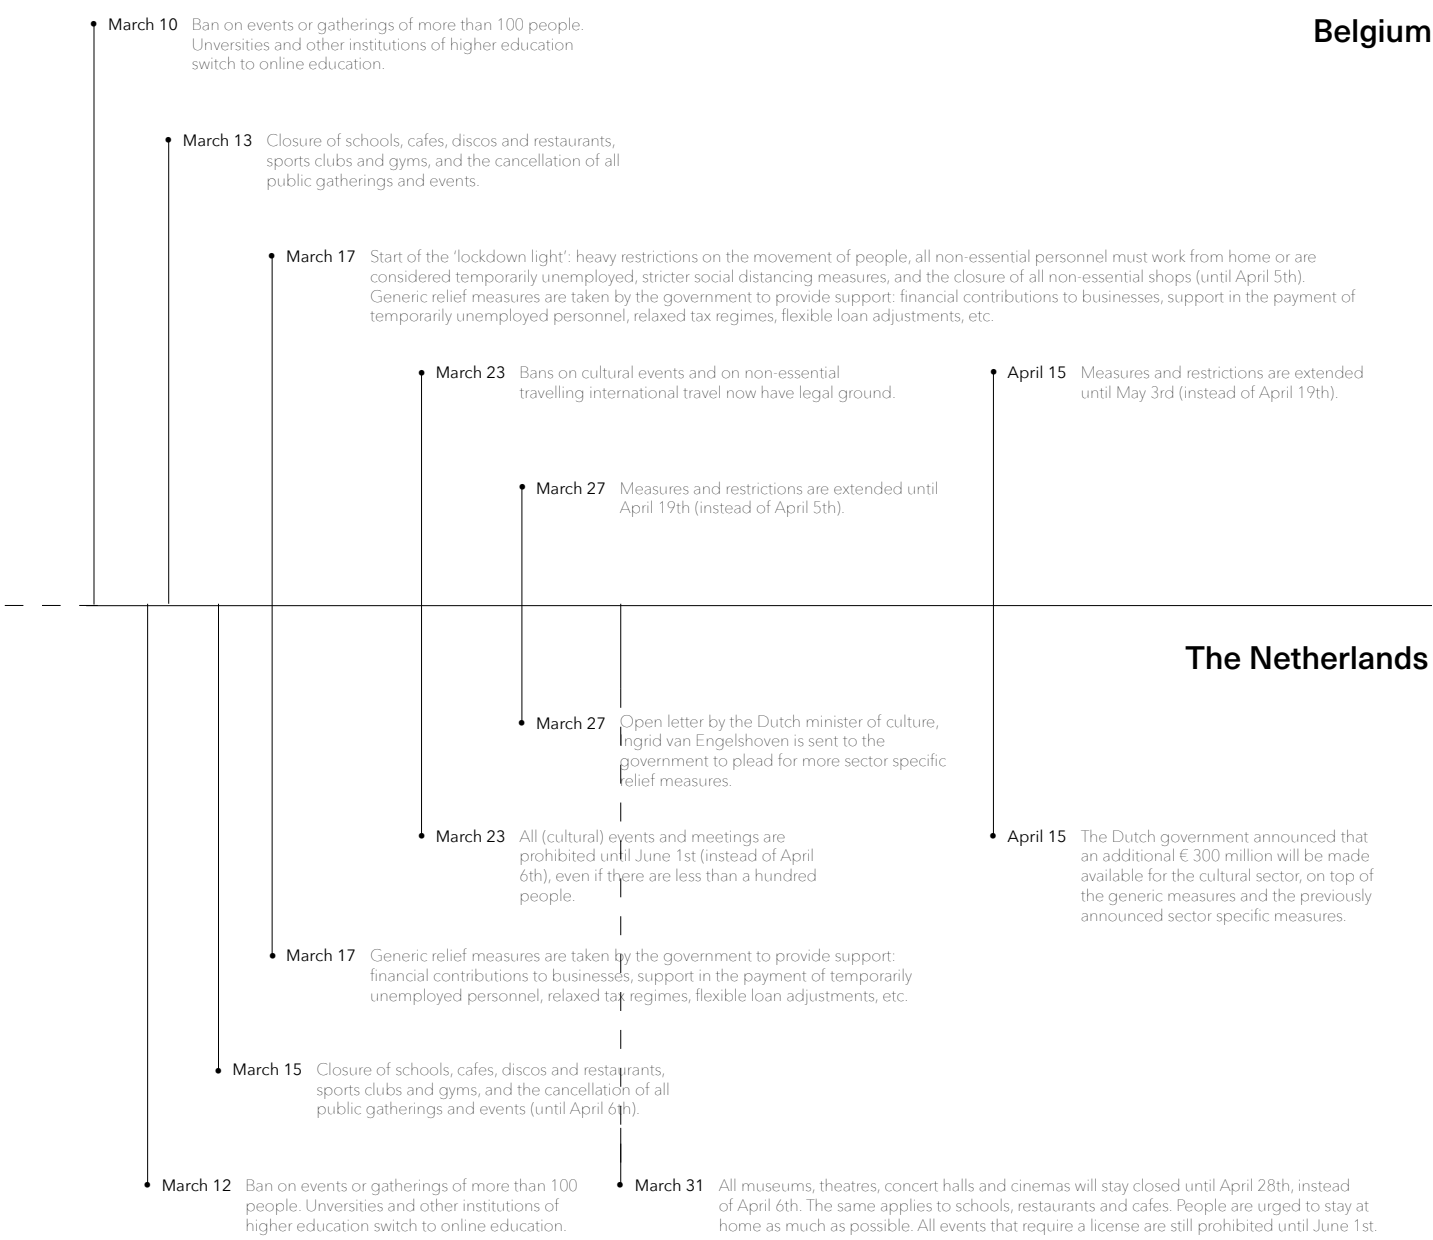 Belgium
March 10
Ban on events or gatherings of more than 100 people.
Unversities and other institutions of higher education
switch to online education.
March 13
Closure of schools, cafes, discos and restaurants,
sports clubs and gyms, and the cancellation of all
public gatherings and events.
March 17
Start of the ‘lockdown light’: heavy restrictions on the movement of people, all non-essential personnel must work from home or are
considered temporarily unemployed, stricter social distancing measures, and the closure of all non-essential shops (until April 5th).
Generic relief measures are taken by the government to provide support: financial contributions to businesses, support in the payment of
temporarily unemployed personnel, relaxed tax regimes, flexible loan adjustments, etc.
March 23
Bans on cultural events and on non-essential
travelling international travel now have legal ground.
April 15
Measures and restrictions are extended
until May 3rd (instead of April 19th).
March 27
Measures and restrictions are extended until
April 19th (instead of April 5th).
The Netherlands
March 27
Open letter by the Dutch minister of culture,
Ingrid van Engelshoven is sent to the
government to plead for more sector specific
relief measures.
March 23
All (cultural) events and meetings are
prohibited until June 1st (instead of April
6th), even if there are less than a hundred
people.
April 15
The Dutch government announced that
an additional € 300 million will be made
available for the cultural sector, on top of
the generic measures and the previously
announced sector specific measures.
March 17
Generic relief measures are taken by the government to provide support:
financial contributions to businesses, support in the payment of temporarily
unemployed personnel, relaxed tax regimes, flexible loan adjustments, etc.
March 15
Closure of schools, cafes, discos and restaurants,
sports clubs and gyms, and the cancellation of all
public gatherings and events (until April 6th).
March 12
Ban on events or gatherings of more than 100
people. Unversities and other institutions of
higher education switch to online education.
March 31
All museums, theatres, concert halls and cinemas will stay closed until April 28th, instead
of April 6th. The same applies to schools, restaurants and cafes. People are urged to stay at
home as much as possible. All events that require a license are still prohibited until June 1st.